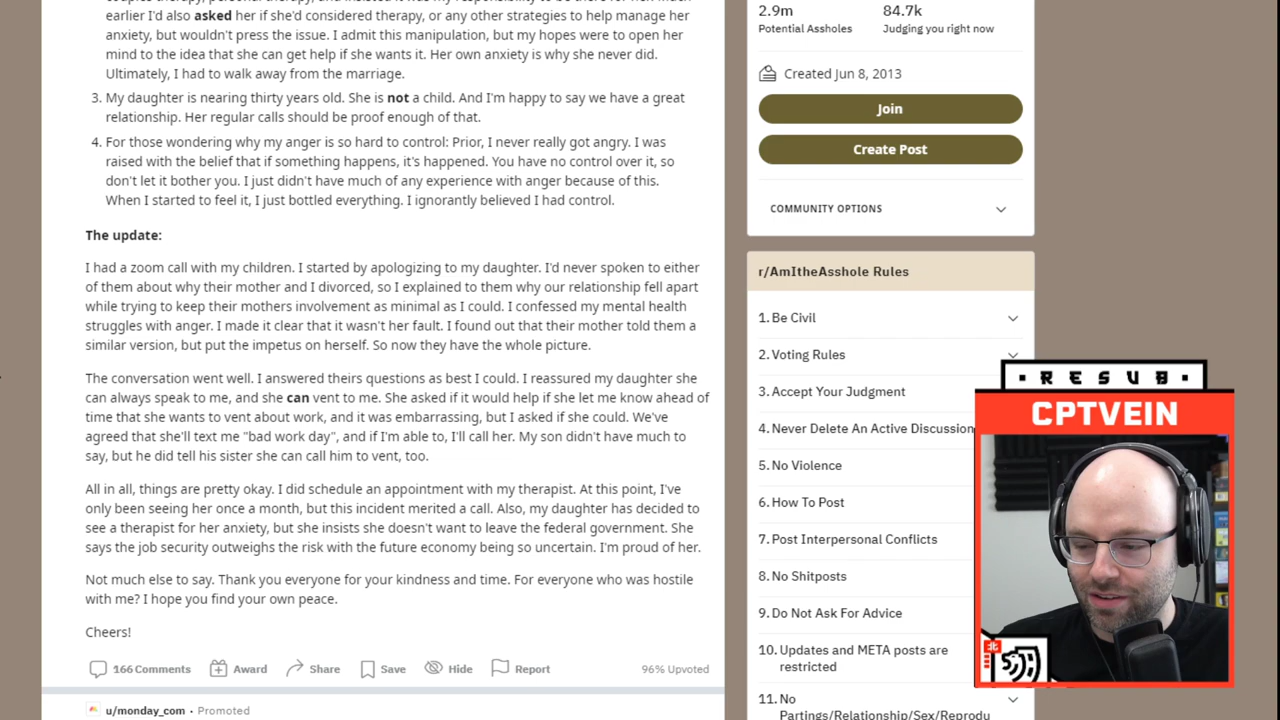 earlier I'd also asked her if she'd considered therapy, or any other strategies to help manage her
anxiety, but wouldn't press the issue. I admit this manipulation, but my hopes were to open her
mind to the idea that she can get help if she wants it. Her own anxiety is why she never did.
Ultimately, I had to walk away from the marriage.
3. My daughter is nearing thirty years old. She is not a child. And I'm happy to say we have a great
relationship. Her regular calls should be proof enough of that.
4. For those wondering why my anger is so hard to control: Prior, I never really got angry. I was
raised with the belief that if something happens, it's happened. You have no control over it, so
don't let it bother you. I just didn't have much of any experience with anger because of this.
When I started to feel it, I just bottled everything. I ignorantly believed I had control.
The update:
I had a zoom call with my children. I started by apologizing to my daughter. I'd never spoken to either
of them about why their mother and I divorced, so I explained to them why our relationship fell apart
while trying to keep their mothers involvement as minimal as I could. I confessed my mental health
struggles with anger. I made it clear that it wasn't her fault. I found out that their mother told them a
similar version, but put the impetus on herself. So now they have the whole picture.
The conversation went well. I answered theirs questions as best I could. I reassured my daughter she
can always speak to me, and she can vent to me. She asked if it would help if she let me know ahead of
time that she wants to vent about work, and it was embarrassing, but I asked if she could. We've
agreed that she'll text me "bad work day", and if I'm able to, I'll call her. My son didn't have much to
say, but he did tell his sister she can call him to vent, too.
All in all, things are pretty okay. I did schedule an appointment with my therapist. At this point, I've
only been seeing her once a month, but this incident merited a call. Also, my daughter has decided to
see a therapist for her anxiety, but she insists she doesn't want to leave the federal government. She
says the job security outweighs the risk with the future economy being so uncertain. I'm proud of her.
Not much else to say. Thank you everyone for your kindness and time. For everyone who was hostile
with me? I hope you find your own peace.
Cheers!
166 Comments Award Share Save Hide Report 96% Upvoted
u/monday_com • Promoted
2.9m 84.7k
Potential Assholes Judging you right now
Created Jun 8, 2013
Join
Create Post
COMMUNITY OPTIONS
r/AmItheAsshole Rules
1. Be Civil
2. Voting Rules
3. Accept Your Judgment
4. Never Delete An Active Discussion
5. No Violence
6. How To Post
7. Post Interpersonal Conflicts
8. No Shitposts
9. Do Not Ask For Advice
10. Updates and META posts are
restricted
11. No
Partings/Relationship/Sex/Reprodu
RESUB
CPTVEIN